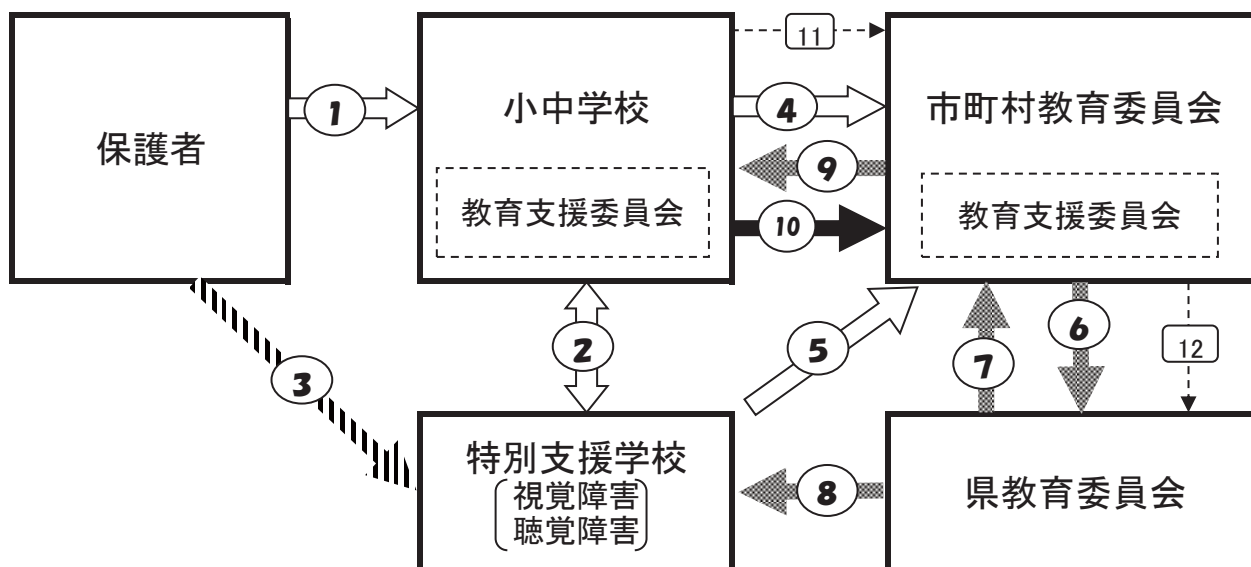 11
小中学校
市町村教育委員会
1
4
保護者
9
教育支援委員会
教育支援委員会
10
2
5
7
6
12
3
特別支援学校
視覚障害
聴覚障害
8
県教育委員会